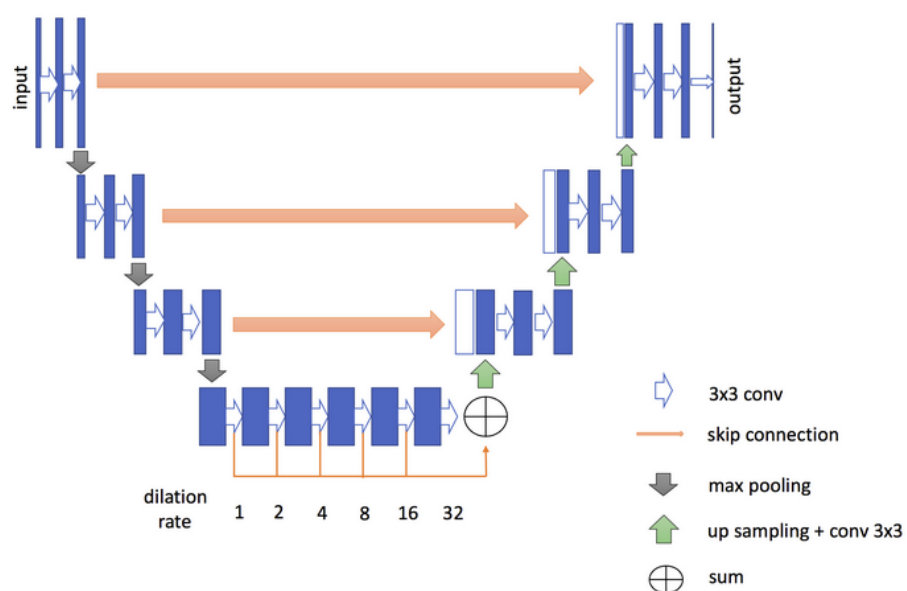 input
output
3x3 conv
skip connection
max pooling
up sampling + conv 3x3
sum
dilation
rate
1 2 4 8 16 32